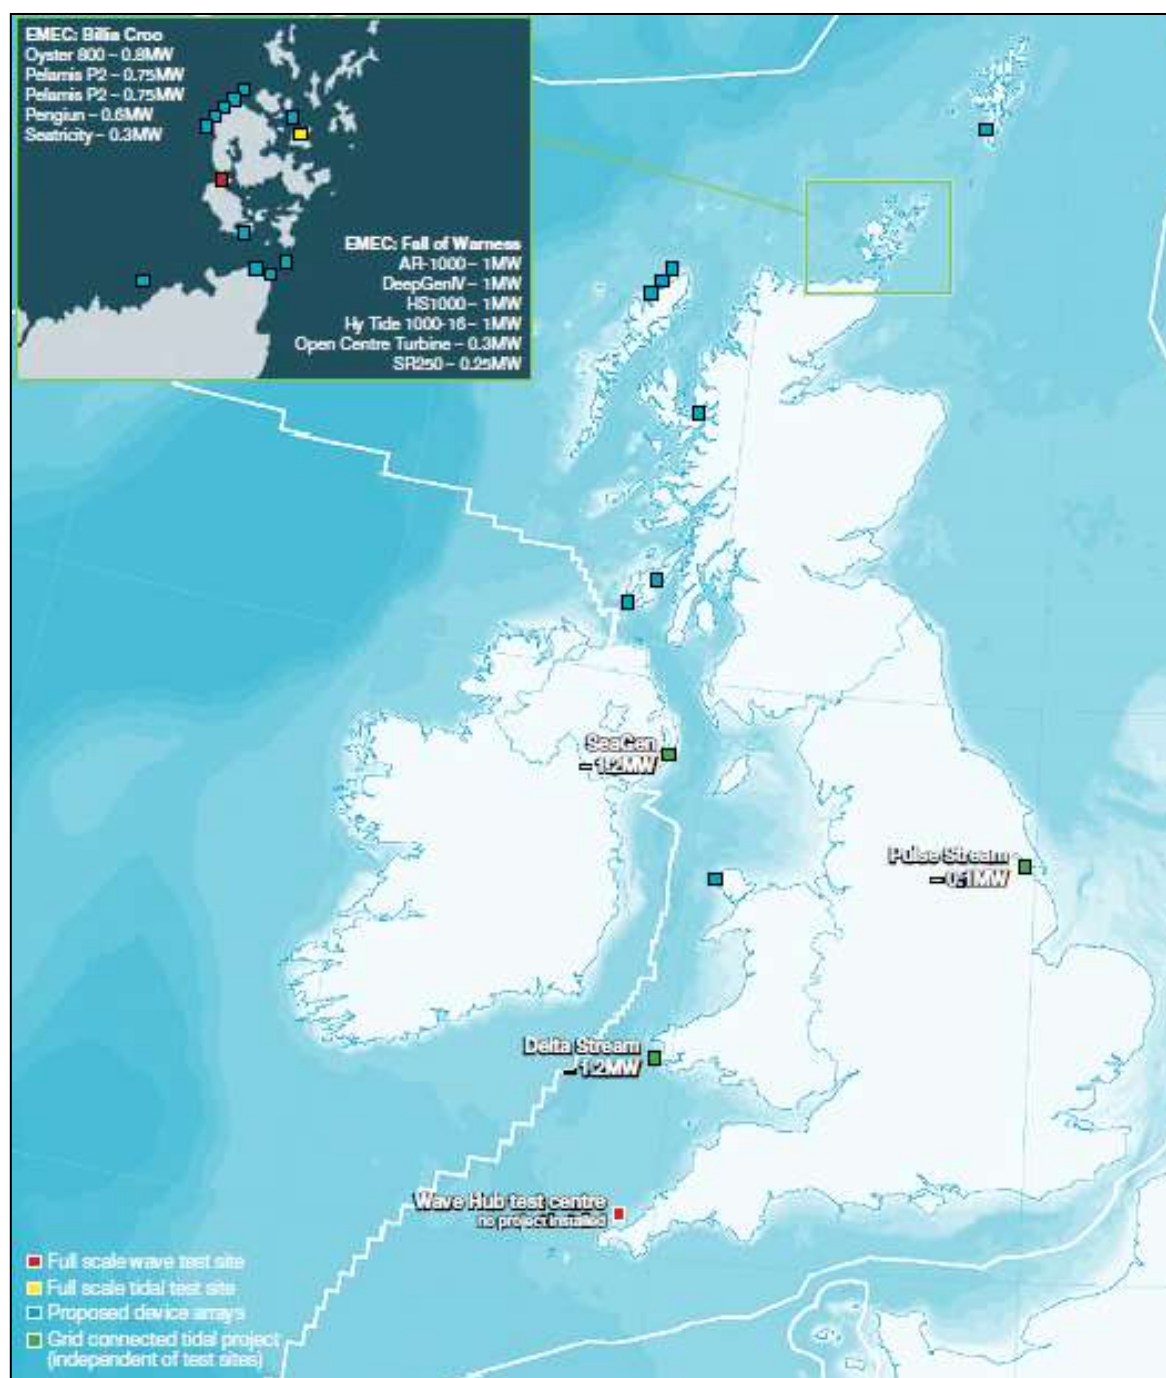 EMEC: Billia Croo
Oyster 800 – 0.8MW
Pelamis P2 – 0.75MW
Pelamis P2 – 0.75MW
Pengiun – 0.6MW
Seatricity – 0.3MW
EMEC: Fall of Warness
AR-1000 – 1MW
DeepGenIV – 1MW
HS1000 – 1MW
Hy Tide 1000-16 – 1MW
Open Centre Turbine – 0.3MW
SR250 – 0.25MW
SeaGen
– 1.2MW
Pulse Stream
– 0.1MW
Delta Stream
– 1.2MW
Wave Hub test centre
no project installed
Full scale wave test site
Full scale tidal test site
Proposed device arrays
Grid connected tidal project
(independent of test sites)